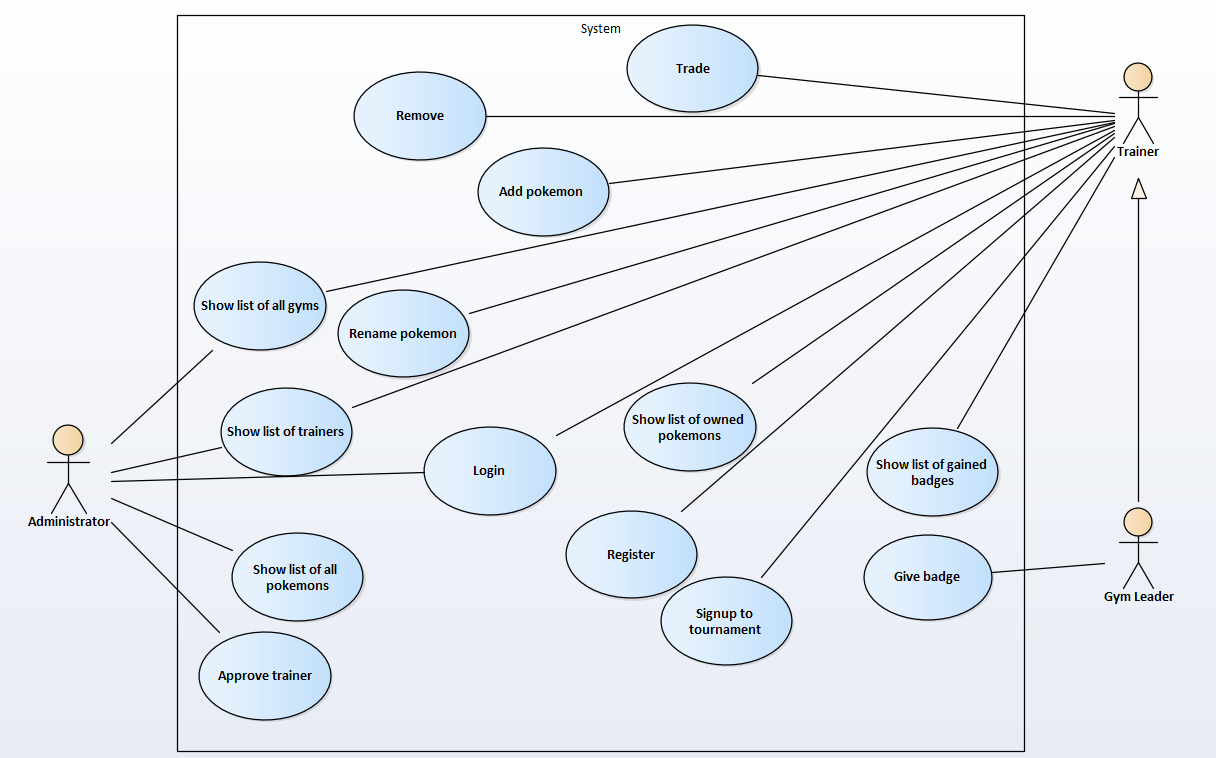 System
Trade
Remove
Trainer
Add pokemon
Show list of all gyms
Rename pokemon
Show list of owned
pokemons
Show list of trainers
Login
Show list of gained
badges
Administrator
Register
Show list of all
pokemons
Give badge
Gym Leader
Signup to
tournament
Approve trainer